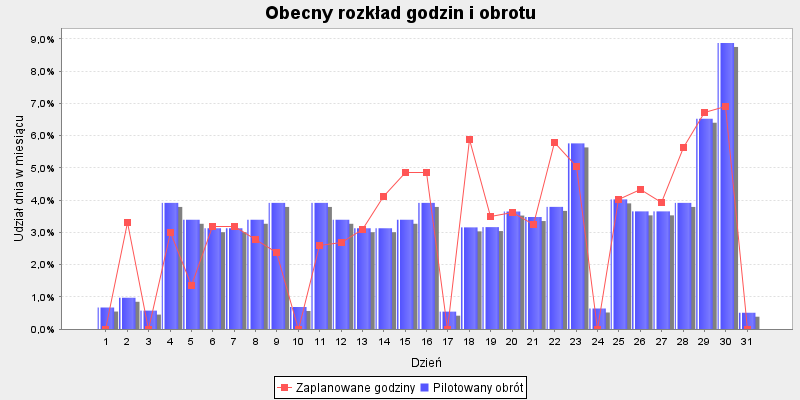 Obecny rozkład godzin i obrotu
Udział dnia w miesiącu
9,0%
8,0%
7,0%
6,0%
5,0%
4,0%
3,0%
2,0%
1,0%
0,0%
1 2 3 4 5 6 7 8 9 10 11 12 13 14 15 16 17 18 19 20 21 22 23 24 25 26 27 28 29 30 31
Dzień
Zaplanowane godziny Pilotowany obrót